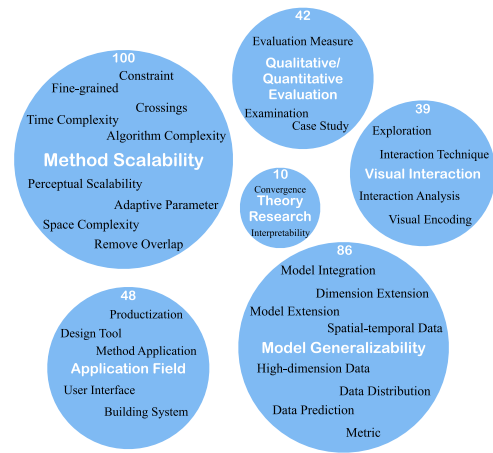 100
Constraint
Fine-grained
Crossings
Time Complexity
Algorithm Complexity
Method Scalability
Perceptual Scalability
Adaptive Parameter
Space Complexity
Remove Overlap
42
Evaluation Measure
Qualitative/
Quantitative
Evaluation
Examination
Case Study
39
Exploration
Interaction Technique
Visual Interaction
Interaction Analysis
Visual Encoding
10
Convergence
Theory
Research
Interpretability
48
Productization
Design Tool
Method Application
Application Field
User Interface
Building System
86
Model Integration
Dimension Extension
Model Extension
Spatial-temporal Data
Model Generalizability
High-dimension Data
Data Distribution
Data Prediction
Metric